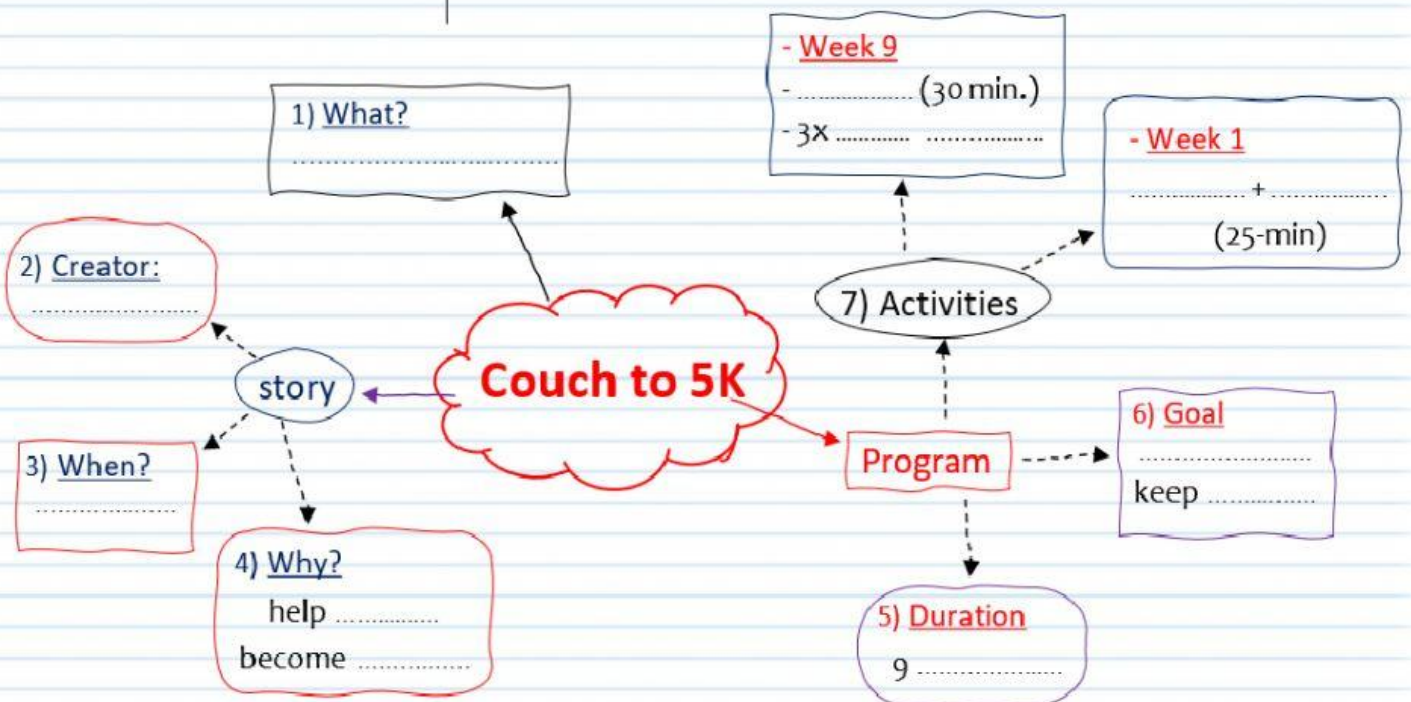 1) What?
..............................................
2) Creator:
..............................
story
3) When?
.........................
4) Why?
help ..................
become ....................
Couch to 5K
- Week 9
- .................... (30 min.)
- 3x ............. .....................
- Week 1
.................... + ....................
(25-min)
7) Activities
Program
6) Goal
..............................
keep ...................
5) Duration
9 .........................